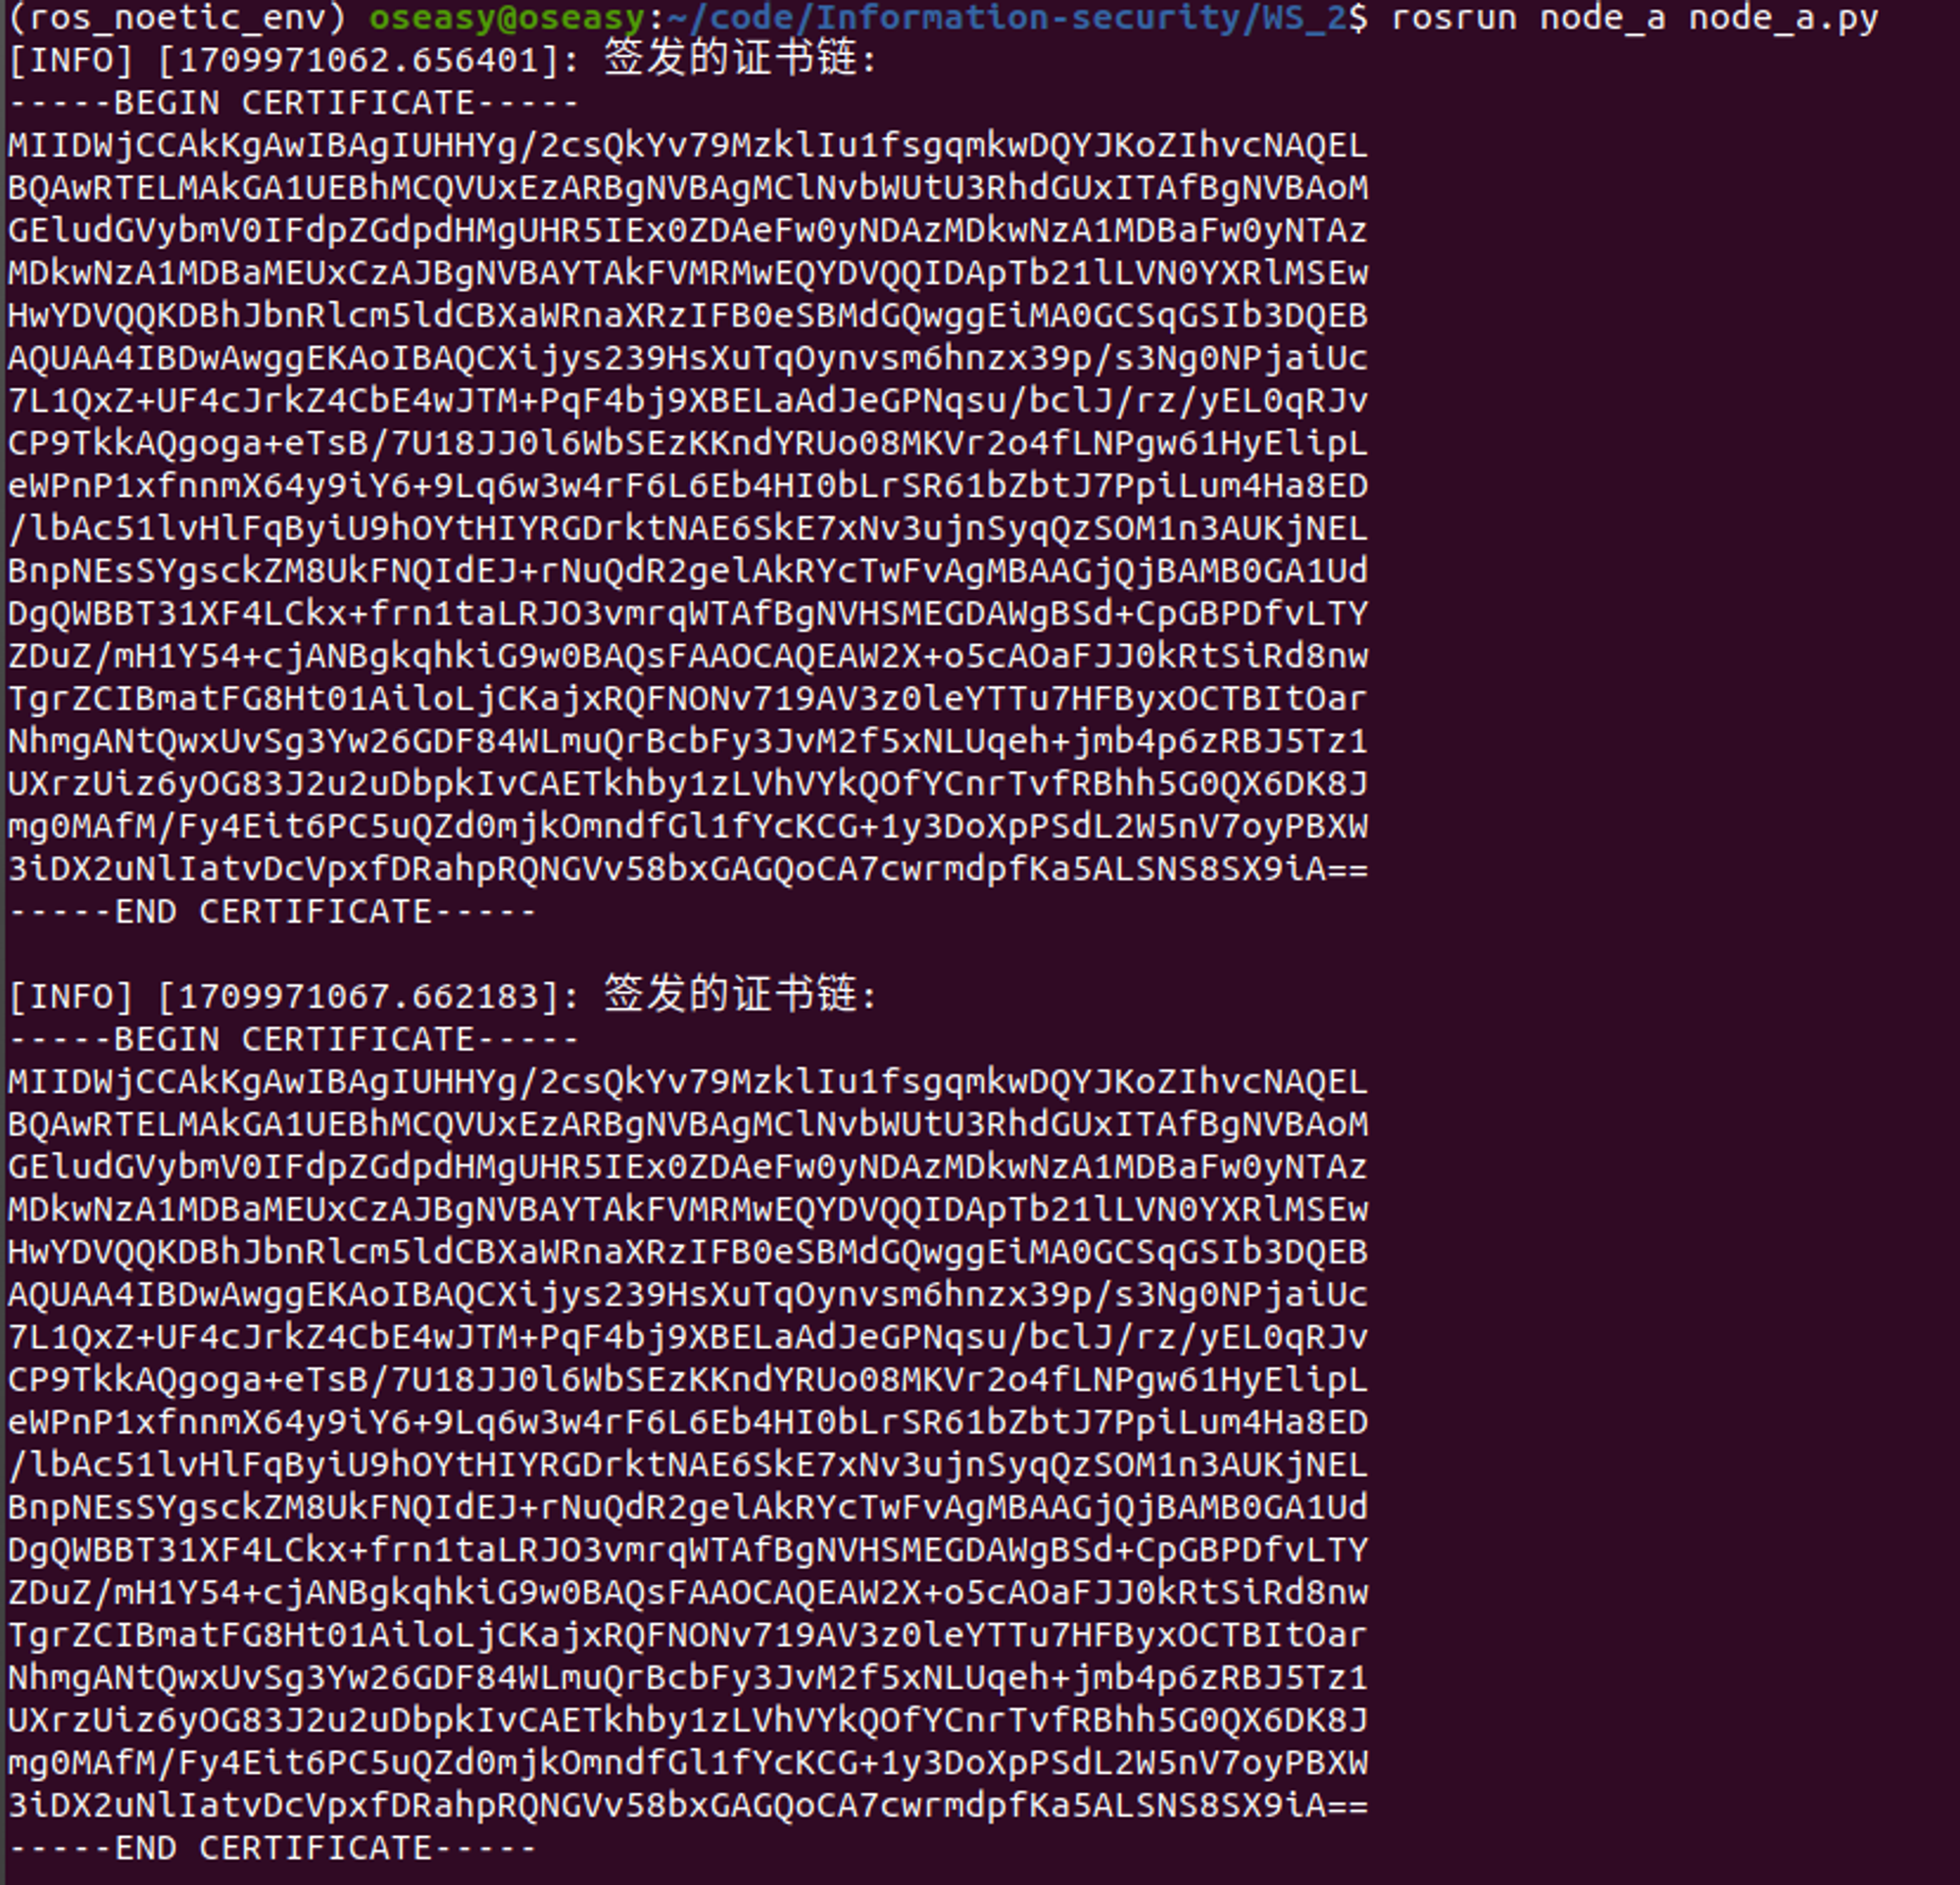 (ros_noetic_env) oseasy@oseasy:~/code/Information-security/WS_2$ rosrun node_a node_a.py
[INFO] [1709971062.656401]: 签发的证书链:
-----BEGIN CERTIFICATE-----
MIIDWjCCAkKgAwIBAgIUHHYg/2csQkYv79MzklIu1fsgqmkwDQYJKoZIhvcNAQEL
BQAwRTELMAkGA1UEBhMCQVUxEzARBgNVBAgMClNvbWUtU3RhdGUxITAfBgNVBAoM
GEludGVybmV0IFdpZGdpdHMgUHR5IEx0ZDAeFw0yNDAzMDkwNzA1MDBaFw0yNTAz
MDkwNzA1MDBaMEUxCzAJBgNVBAYTAkFVMRMwEQYDVQQIDApTb21lLVN0YXRlMSEw
HwYDVQQKDBhJbnRlcm5ldCBXaWRnaXRzIFB0eSBMdGQwggEiMA0GCSqGSIb3DQEB
AQUAA4IBDwAwggEKAoIBAQCXijys239HsXuTqOynvsm6hnzx39p/s3Ng0NPjaiUc
7L1QxZ+UF4cJrkZ4CbE4wJTM+PqF4bj9XBELaAdJeGPNqsu/bclJ/rz/yEL0qRJv
CP9TkkAQgoga+eTsB/7U18JJ0l6WbSEzKKndYRUo08MKVr2o4fLNPgw61HyElipL
eWPnP1xfnnmX64y9iY6+9Lq6w3w4rF6L6Eb4HI0bLrSR61bZbtJ7PpiLum4Ha8ED
/lbAc51lvHlFqByiU9hOYtHIYRGDrktNAE6SkE7xNv3ujnSyqQzSOM1n3AUKjNEL
BnpNEsSYgsckZM8UkFNQIdEJ+rNuQdR2gelAkRYcTwFvAgMBAAGjQjBAMB0GA1Ud
DgQWBBT31XF4LCkx+frn1taLRJO3vmrqWTAfBgNVHSMEGDAWgBSd+CpGBPDfvLTY
ZDuZ/mH1Y54+cjANBgkqhkiG9w0BAQsFAAOCAQEAW2X+o5cAOaFJJ0kRtSiRd8nw
TgrZCIBmatFG8Ht01AiloLjCKajxRQFNONv719AV3z0leYTTu7HFByxOCTBItOar
NhmgANtQwxUvSg3Yw26GDF84WLmuQrBcbFy3JvM2f5xNLUqeh+jmb4p6zRBJ5Tz1
UXrzUiz6yOG83J2u2uDbpkIvCAETkhby1zLVhVYkQOfYCnrTvfRBhh5G0QX6DK8J
mg0MAfM/Fy4Eit6PC5uQZd0mjkOmndfGl1fYcKCG+1y3DoXpPSdL2W5nV7oyPBXW
3iDX2uNlIatvDcVpxfDRahpRQNGVv58bxGAGQoCA7cwrmdpfKa5ALSNS8SX9iA==
-----END CERTIFICATE-----
[INFO] [1709971067.662183]: 签发的证书链:
-----BEGIN CERTIFICATE-----
MIIDWjCCAkKgAwIBAgIUHHYg/2csQkYv79MzklIu1fsgqmkwDQYJKoZIhvcNAQEL
BQAwRTELMAkGA1UEBhMCQVUxEzARBgNVBAgMClNvbWUtU3RhdGUxITAfBgNVBAoM
GEludGVybmV0IFdpZGdpdHMgUHR5IEx0ZDAeFw0yNDAzMDkwNzA1MDBaFw0yNTAz
MDkwNzA1MDBaMEUxCzAJBgNVBAYTAkFVMRMwEQYDVQQIDApTb21lLVN0YXRlMSEw
HwYDVQQKDBhJbnRlcm5ldCBXaWRnaXRzIFB0eSBMdGQwggEiMA0GCSqGSIb3DQEB
AQUAA4IBDwAwggEKAoIBAQCXijys239HsXuTqOynvsm6hnzx39p/s3Ng0NPjaiUc
7L1QxZ+UF4cJrkZ4CbE4wJTM+PqF4bj9XBELaAdJeGPNqsu/bclJ/rz/yEL0qRJv
CP9TkkAQgoga+eTsB/7U18JJ0l6WbSEzKKndYRUo08MKVr2o4fLNPgw61HyElipL
eWPnP1xfnnmX64y9iY6+9Lq6w3w4rF6L6Eb4HI0bLrSR61bZbtJ7PpiLum4Ha8ED
/lbAc51lvHlFqByiU9hOYtHIYRGDrktNAE6SkE7xNv3ujnSyqQzSOM1n3AUKjNEL
BnpNEsSYgsckZM8UkFNQIdEJ+rNuQdR2gelAkRYcTwFvAgMBAAGjQjBAMB0GA1Ud
DgQWBBT31XF4LCkx+frn1taLRJO3vmrqWTAfBgNVHSMEGDAWgBSd+CpGBPDfvLTY
ZDuZ/mH1Y54+cjANBgkqhkiG9w0BAQsFAAOCAQEAW2X+o5cAOaFJJ0kRtSiRd8nw
TgrZCIBmatFG8Ht01AiloLjCKajxRQFNONv719AV3z0leYTTu7HFByxOCTBItOar
NhmgANtQwxUvSg3Yw26GDF84WLmuQrBcbFy3JvM2f5xNLUqeh+jmb4p6zRBJ5Tz1
UXrzUiz6yOG83J2u2uDbpkIvCAETkhby1zLVhVYkQOfYCnrTvfRBhh5G0QX6DK8J
mg0MAfM/Fy4Eit6PC5uQZd0mjkOmndfGl1fYcKCG+1y3DoXpPSdL2W5nV7oyPBXW
3iDX2uNlIatvDcVpxfDRahpRQNGVv58bxGAGQoCA7cwrmdpfKa5ALSNS8SX9iA==
-----END CERTIFICATE-----